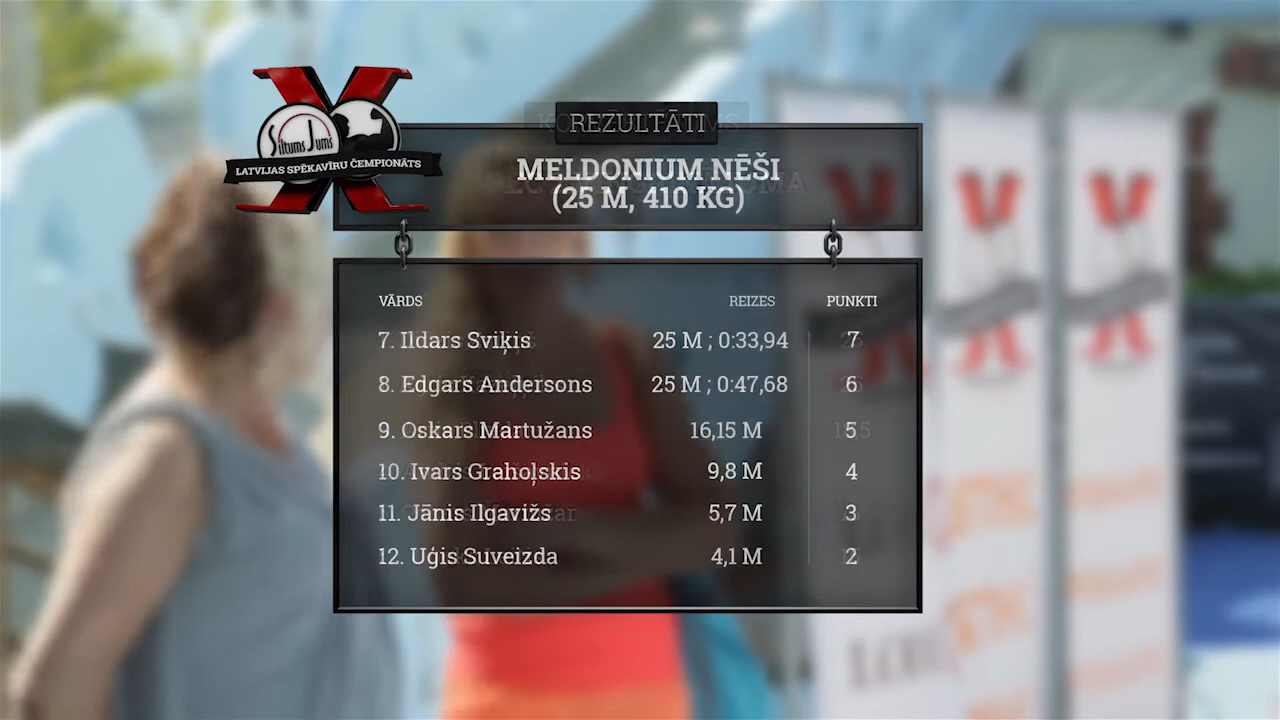 Siltums Jums
LATVIJAS SPĒKAVĪRU ČEMPIONĀTS
REZULTĀTI
MELDONIUM NĒŠI
(25 M, 410 KG)
VĀRDS REIZES PUNKTI
7. Ildars Sviķis 25 M ; 0:33,94 7
8. Edgars Andersons 25 M ; 0:47,68 6
9. Oskars Martužans 16,15 M 5
10. Ivars Graholskis 9,8 M 4
11. Jānis Ilgavižs 5,7 M 3
12. Uģis Suveizda 4,1 M 2